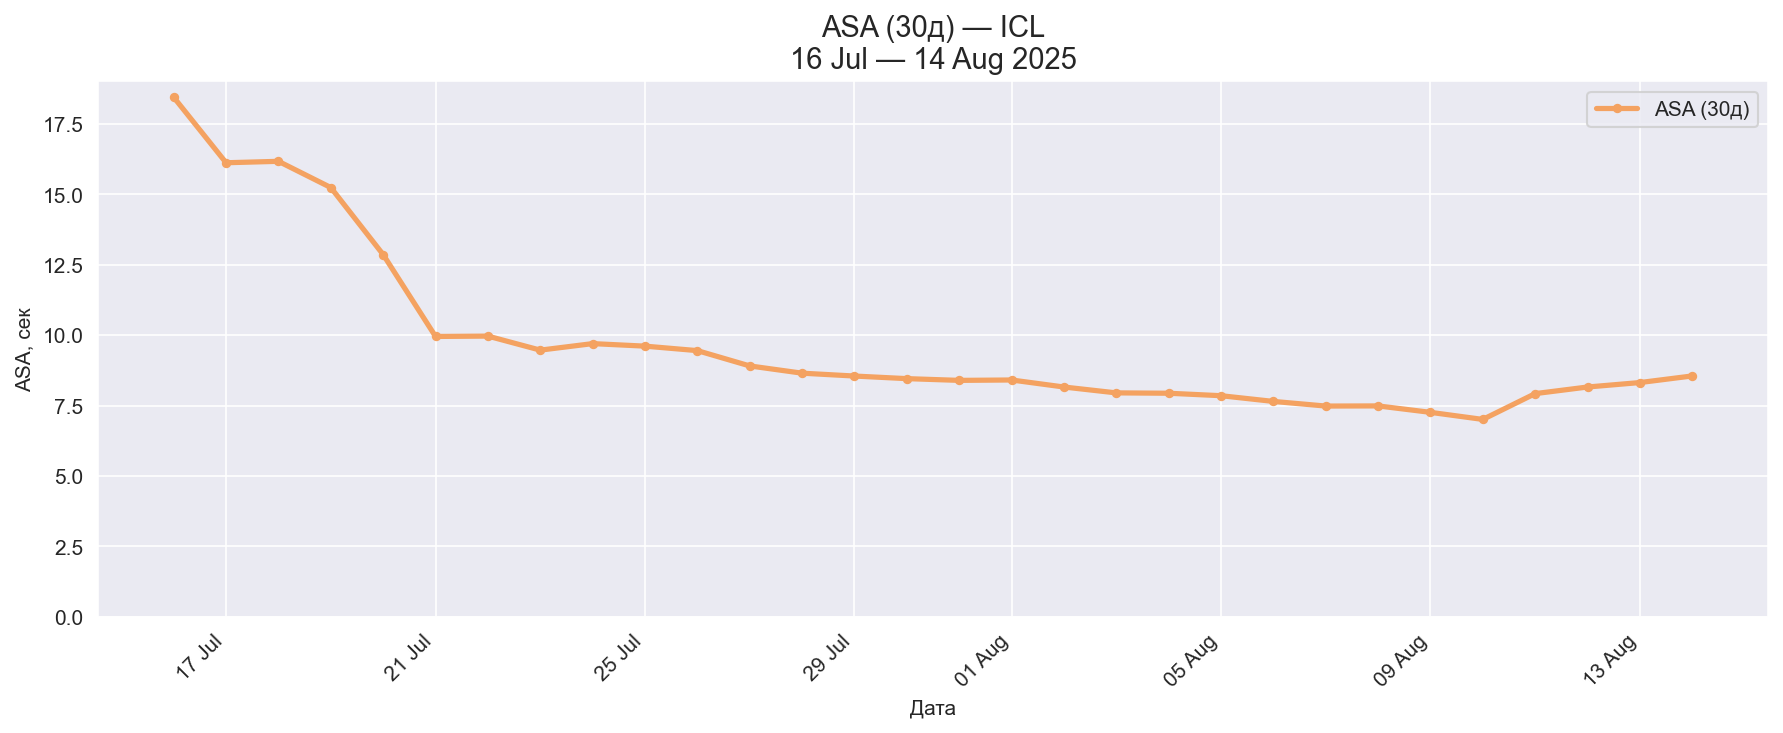 ASA (30д) — ICL
16 Jul — 14 Aug 2025
ASA (30д)
ASA, сек
17.5
15.0
12.5
10.0
7.5
5.0
2.5
0.0
17 Jul
21 Jul
25 Jul
29 Jul
01 Aug
05 Aug
09 Aug
13 Aug
Дата